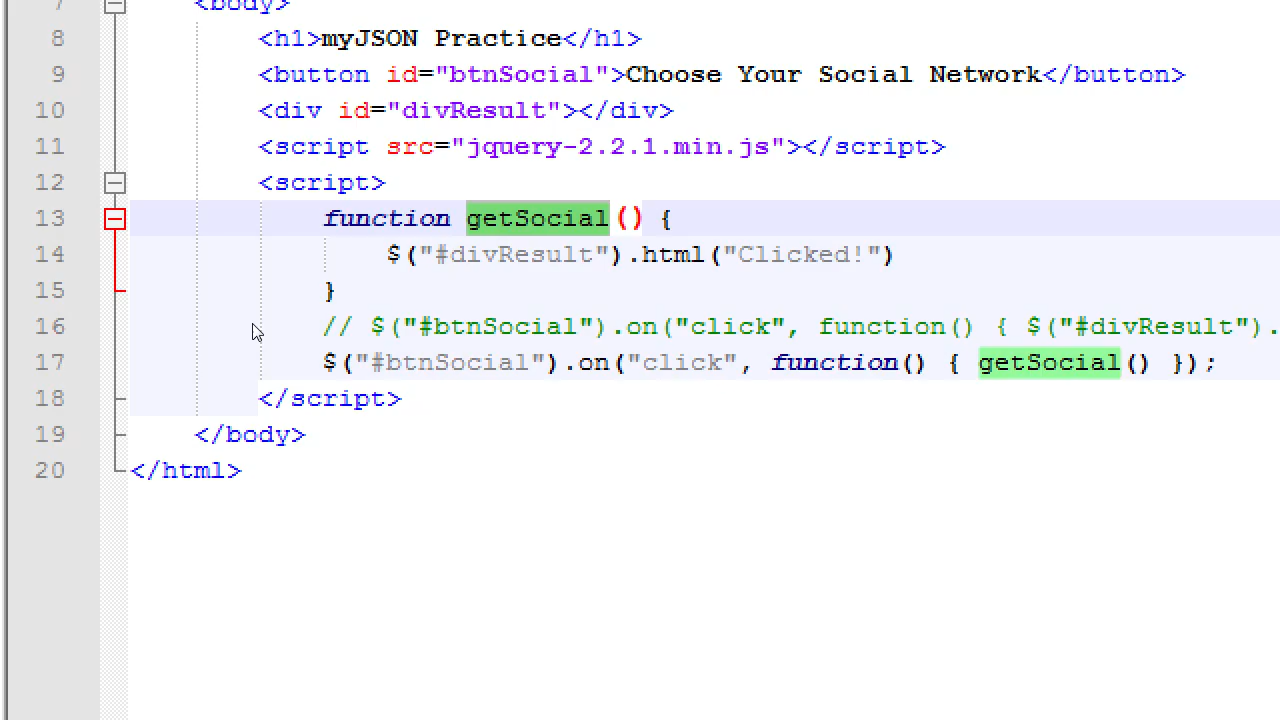 7 <body>
8 <h1>myJSON Practice</h1>
9 <button id="btnSocial">Choose Your Social Network</button>
10 <div id="divResult"></div>
11 <script src="jquery-2.2.1.min.js"></script>
12 <script>
13 function getSocial() {
14 $("#divResult").html("Clicked!")
15 }
16 // $("#btnSocial").on("click", function() { $("#divResult").
17 $("#btnSocial").on("click", function() { getSocial() });
18 </script>
19 </body>
20 </html>